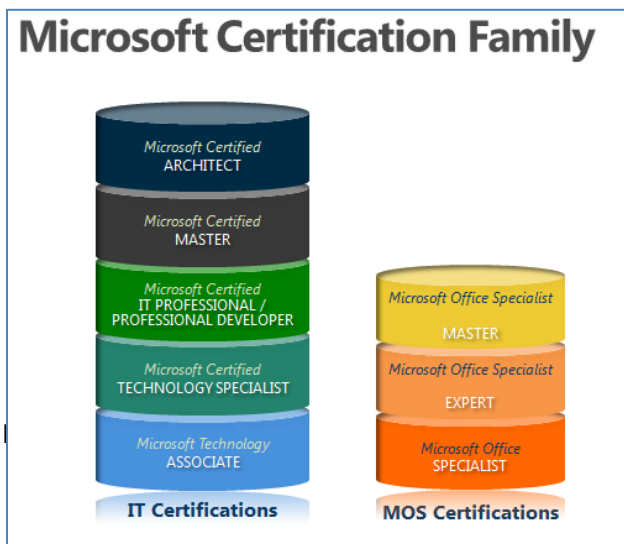 Microsoft Certification Family
Microsoft Certified
ARCHITECT
Microsoft Certified
MASTER
Microsoft Certified
IT PROFESSIONAL /
PROFESSIONAL DEVELOPER
Microsoft Certified
TECHNOLOGY SPECIALIST
Microsoft Technology
ASSOCIATE
IT Certifications
Microsoft Office Specialist
MASTER
Microsoft Office Specialist
EXPERT
Microsoft Office
SPECIALIST
MOS Certifications